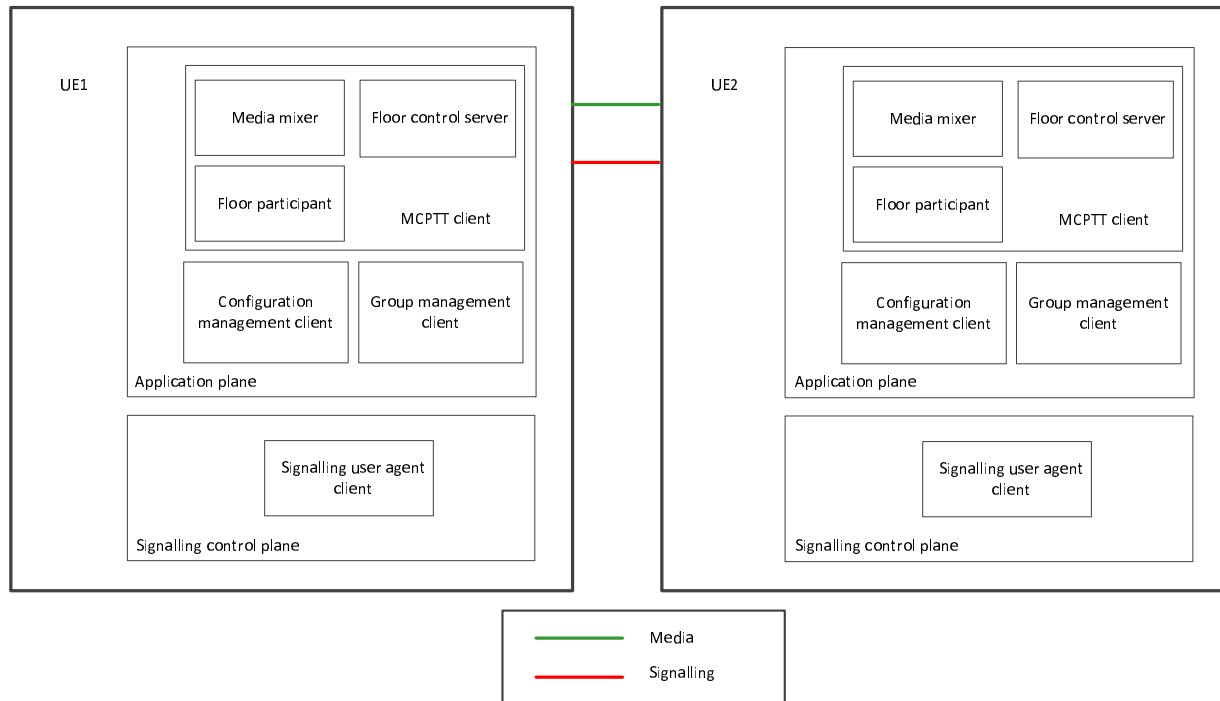 UE1
Media mixer
Floor control server
Floor participant
MCPTT client
Configuration
management client
Group management
client
Application plane
Signalling user agent
client
Signalling control plane
UE2
Media mixer
Floor control server
Floor participant
MCPTT client
Configuration
management client
Group management
client
Application plane
Signalling user agent
client
Signalling control plane
Media
Signalling